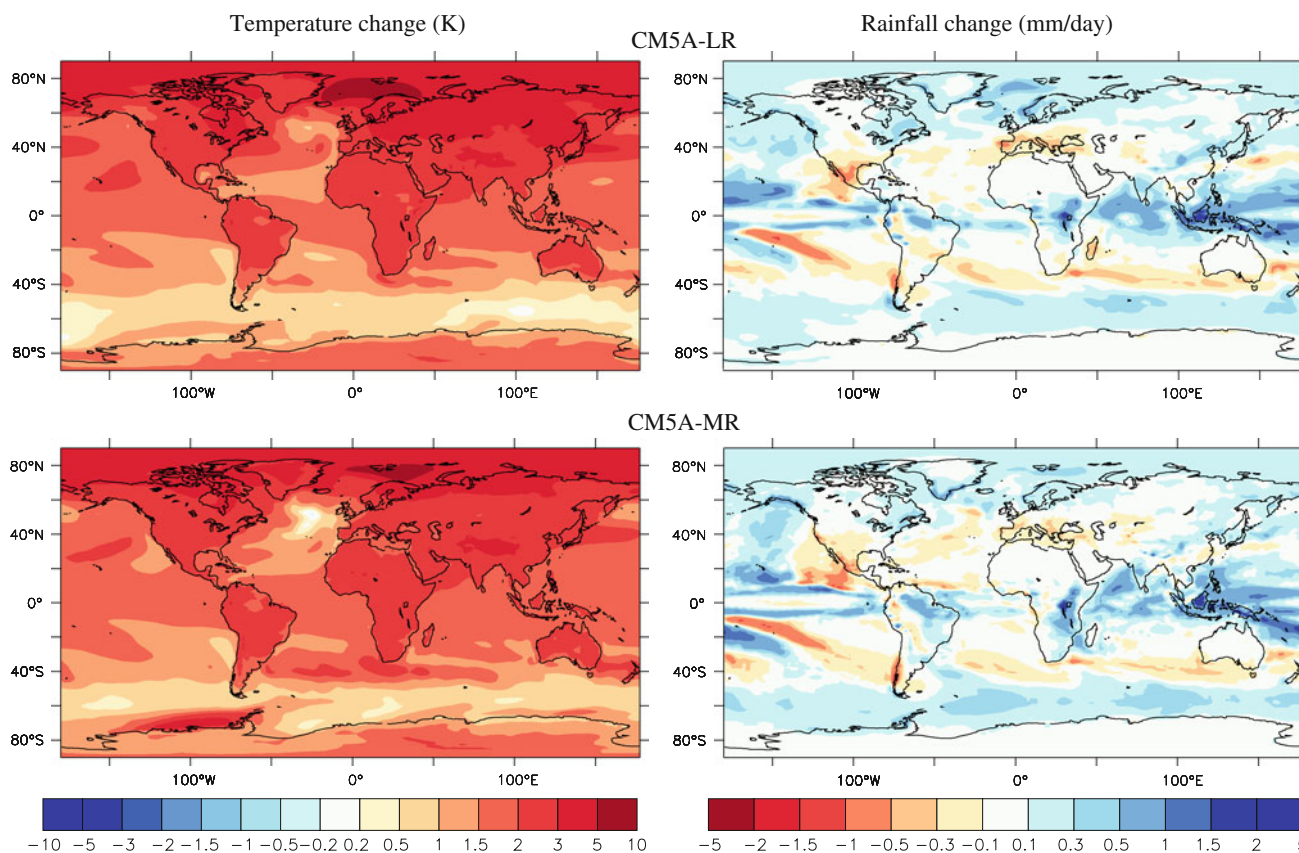 Temperature change (K) Rainfall change (mm/day)
CM5A-LR
80°N 80°N
40°N 40°N
0° 0°
40°S 40°S
80°S 80°S
100°W 0° 100°E 100°W 0° 100°E
CM5A-MR
80°N 80°N
40°N 40°N
0° 0°
40°S 40°S
80°S 80°S
100°W 0° 100°E 100°W 0° 100°E
−10 −5 −3 −2 −1.5 −1 −0.5 −0.2 0.2 0.5 1 1.5 2 3 5 10 −5 −2 −1.5 −1 −0.5 −0.3 −0.1 0.1 0.3 0.5 1 1.5 2 5